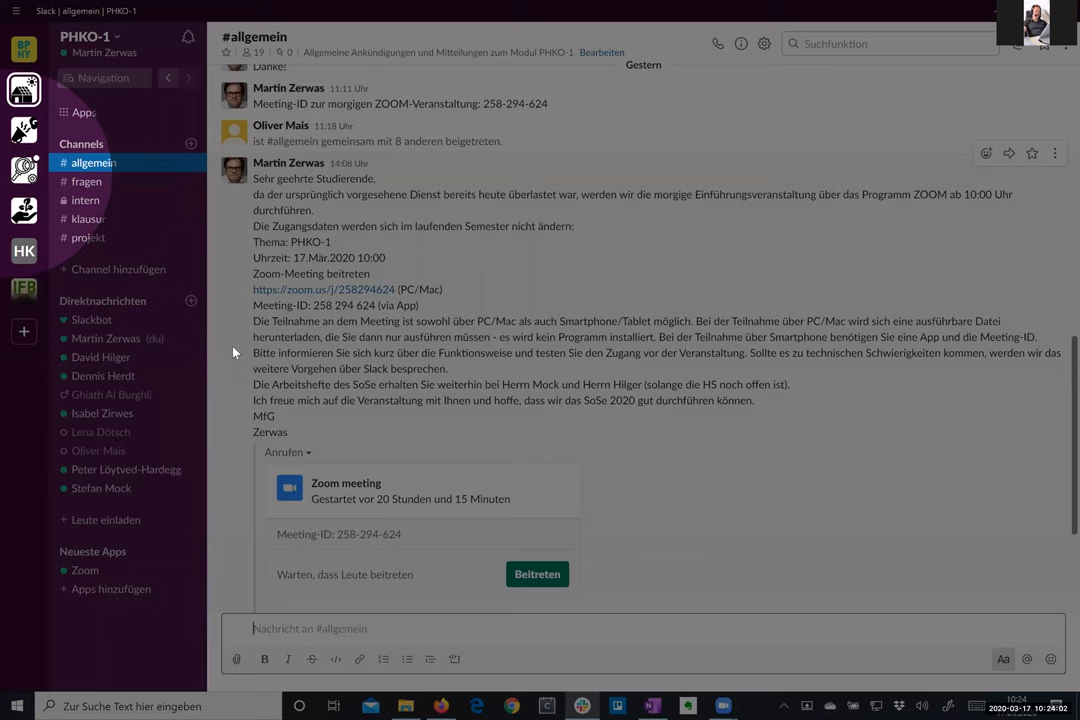 Slack | allgemein | PHKO-1
BPHY
HK
IFB
PHKO-1
Martin Zerwas
Navigation
Apps
Channels
# allgemein
# fragen
intern
# klausur
# projekt
+ Channel hinzufügen
Direktnachrichten
Slackbot
Martin Zerwas (du)
David Hilger
Dennis Herdt
Ghiath Al Burghli
Isabel Zirwes
Lena Dötsch
Oliver Mais
Peter Löytved-Hardegg
Stefan Mock
+ Leute einladen
Neueste Apps
Zoom
+ Apps hinzufügen
#allgemein
19 | 0 | Allgemeine Ankündigungen und Mitteilungen zum Modul PHKO-1 Bearbeiten
Suchfunktion
Gestern
Danke!
Martin Zerwas 11:11 Uhr
Meeting-ID zur morgigen ZOOM-Veranstaltung: 258-294-624
Oliver Mais 11:18 Uhr
ist #allgemein gemeinsam mit 8 anderen beigetreten.
Martin Zerwas 14:08 Uhr
Sehr geehrte Studierende,
da der ursprünglich vorgesehene Dienst bereits heute überlastet war, werden wir die morgige Einführungsveranstaltung über das Programm ZOOM ab 10:00 Uhr
durchführen.
Die Zugangsdaten werden sich im laufenden Semester nicht ändern:
Thema: PHKO-1
Uhrzeit: 17.Mär.2020 10:00
Zoom-Meeting beitreten
https://zoom.us/j/258294624 (PC/Mac)
Meeting-ID: 258 294 624 (via App)
Die Teilnahme an dem Meeting ist sowohl über PC/Mac als auch Smartphone/Tablet möglich. Bei der Teilnahme über PC/Mac wird sich eine ausführbare Datei
herunterladen, die Sie dann nur ausführen müssen - es wird kein Programm installiert. Bei der Teilnahme über Smartphone benötigen Sie eine App und die Meeting-ID.
Bitte informieren Sie sich kurz über die Funktionsweise und testen Sie den Zugang vor der Veranstaltung. Sollte es zu technischen Schwierigkeiten kommen, werden wir das
weitere Vorgehen über Slack besprechen.
Die Arbeitshefte des SoSe erhalten Sie weiterhin bei Herrn Mock und Herrn Hilger (solange die HS noch offen ist).
Ich freue mich auf die Veranstaltung mit Ihnen und hoffe, dass wir das SoSe 2020 gut durchführen können.
MfG
Zerwas
Anrufen
Zoom meeting
Gestartet vor 20 Stunden und 15 Minuten
Meeting-ID: 258-294-624
Warten, dass Leute beitreten
Beitreten
Nachricht an #allgemein
B I
Aa @
Zur Suche Text hier eingeben
10:24
2020-03-17 10:24:02